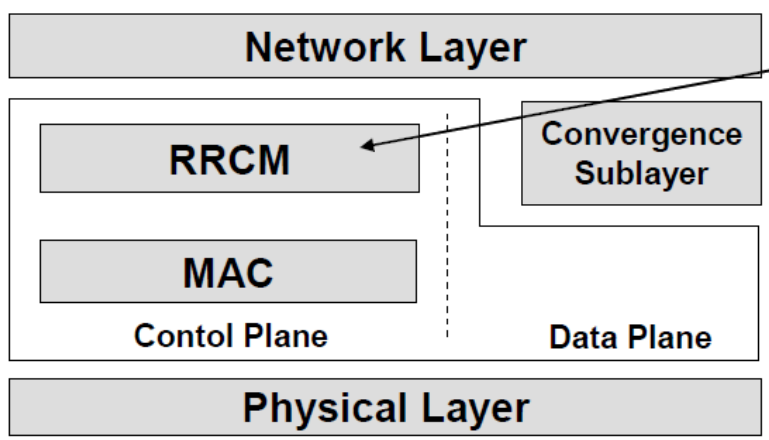 Network Layer
RRCM
Convergence
Sublayer
MAC
Contol Plane
Data Plane
Physical Layer